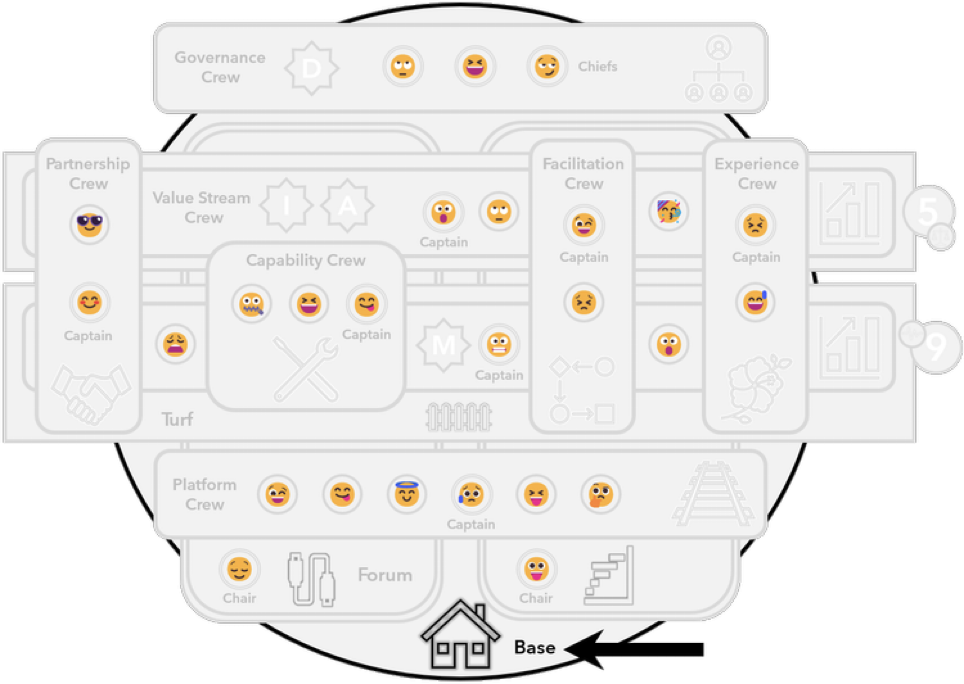 Governance
Crew
D
Chiefs
Partnership
Crew
Facilitation
Crew
Experience
Crew
Value Stream
Crew
I
A
5
Captain
Captain
Captain
Capability Crew
Captain
Captain
M
Captain
9
Turf
Platform
Crew
Captain
Forum
Chair
Chair
Base